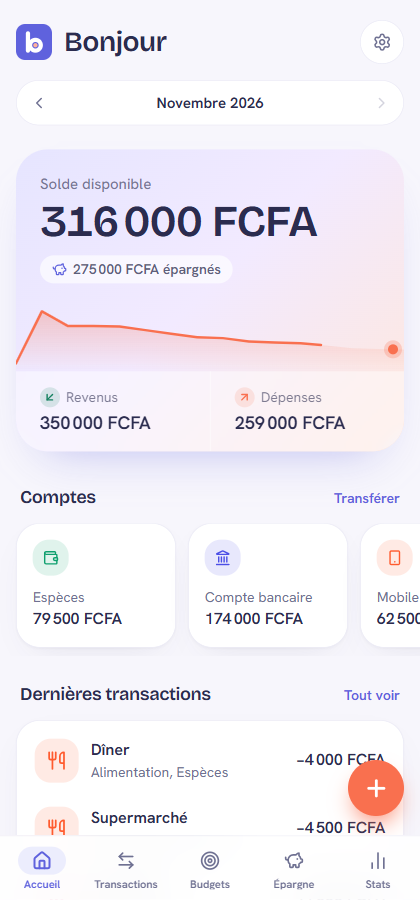 b Bonjour
Novembre 2026
Solde disponible
316 000 FCFA
275 000 FCFA épargnés
Revenus Dépenses
350 000 FCFA 259 000 FCFA
Comptes Transférer
Espèces Compte bancaire Mobile
79 500 FCFA 174 000 FCFA 62 500
Dernières transactions Tout voir
Dîner −4 000 FCFA
Alimentation, Espèces
Supermarché −4 500 FCFA
Accueil Transactions Budgets Épargne Stats